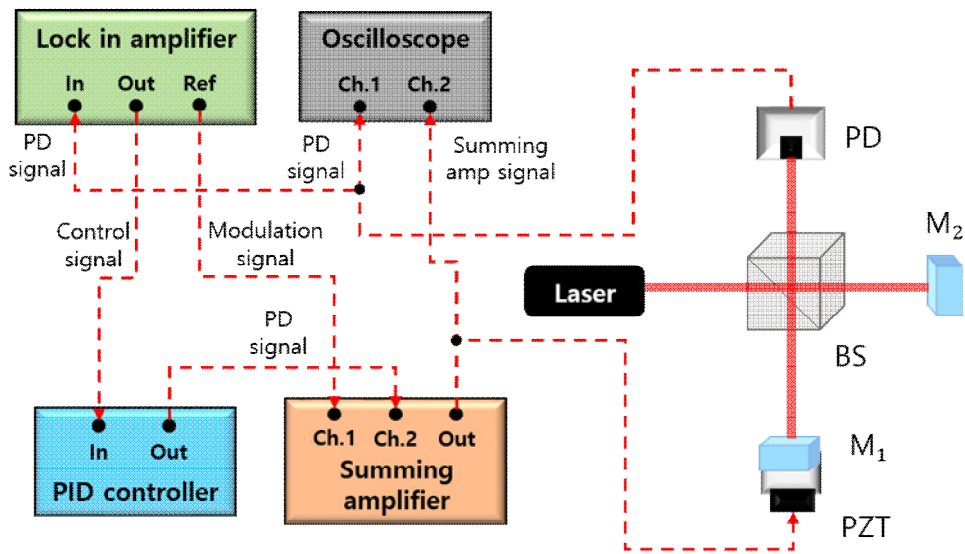 Lock in amplifier
In Out Ref
Oscilloscope
Ch.1 Ch.2
PD
signal
PD
signal
Summing
amp signal
PD
Control
signal
Modulation
signal
M₂
Laser
PD
signal
BS
In Out
PID controller
Ch.1 Ch.2 Out
Summing
amplifier
M₁
PZT